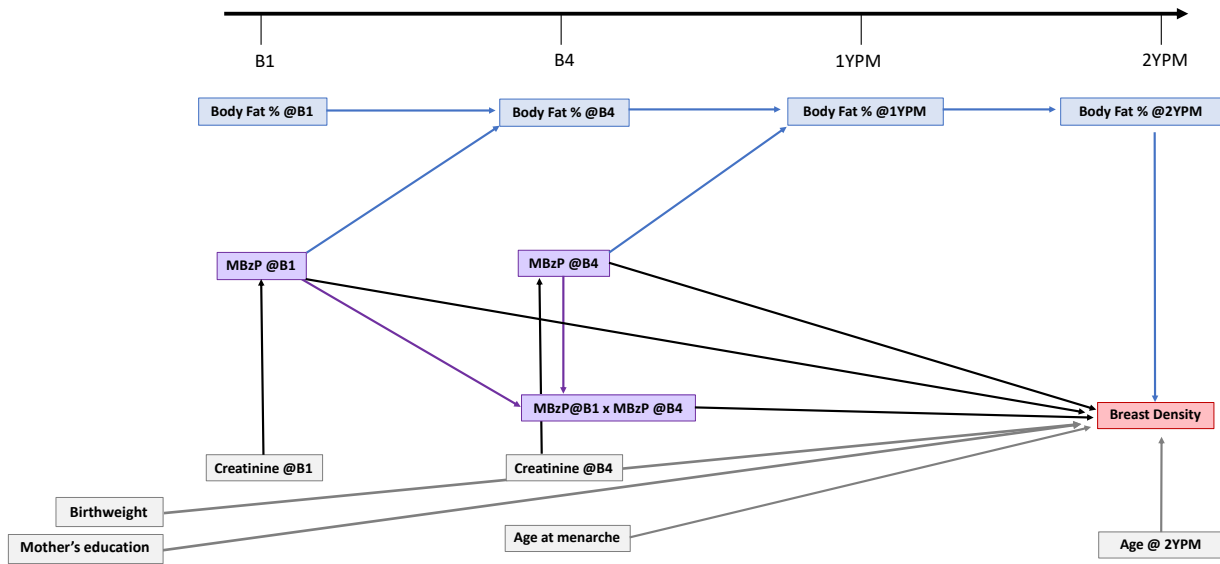 B1
B4
1YPM
2YPM
Body Fat % @B1
Body Fat % @B4
Body Fat % @1YPM
Body Fat % @2YPM
MBzP @B1
MBzP @B4
MBzP@B1 x MBzP @B4
Breast Density
Creatinine @B1
Creatinine @B4
Birthweight
Mother's education
Age at menarche
Age @ 2YPM